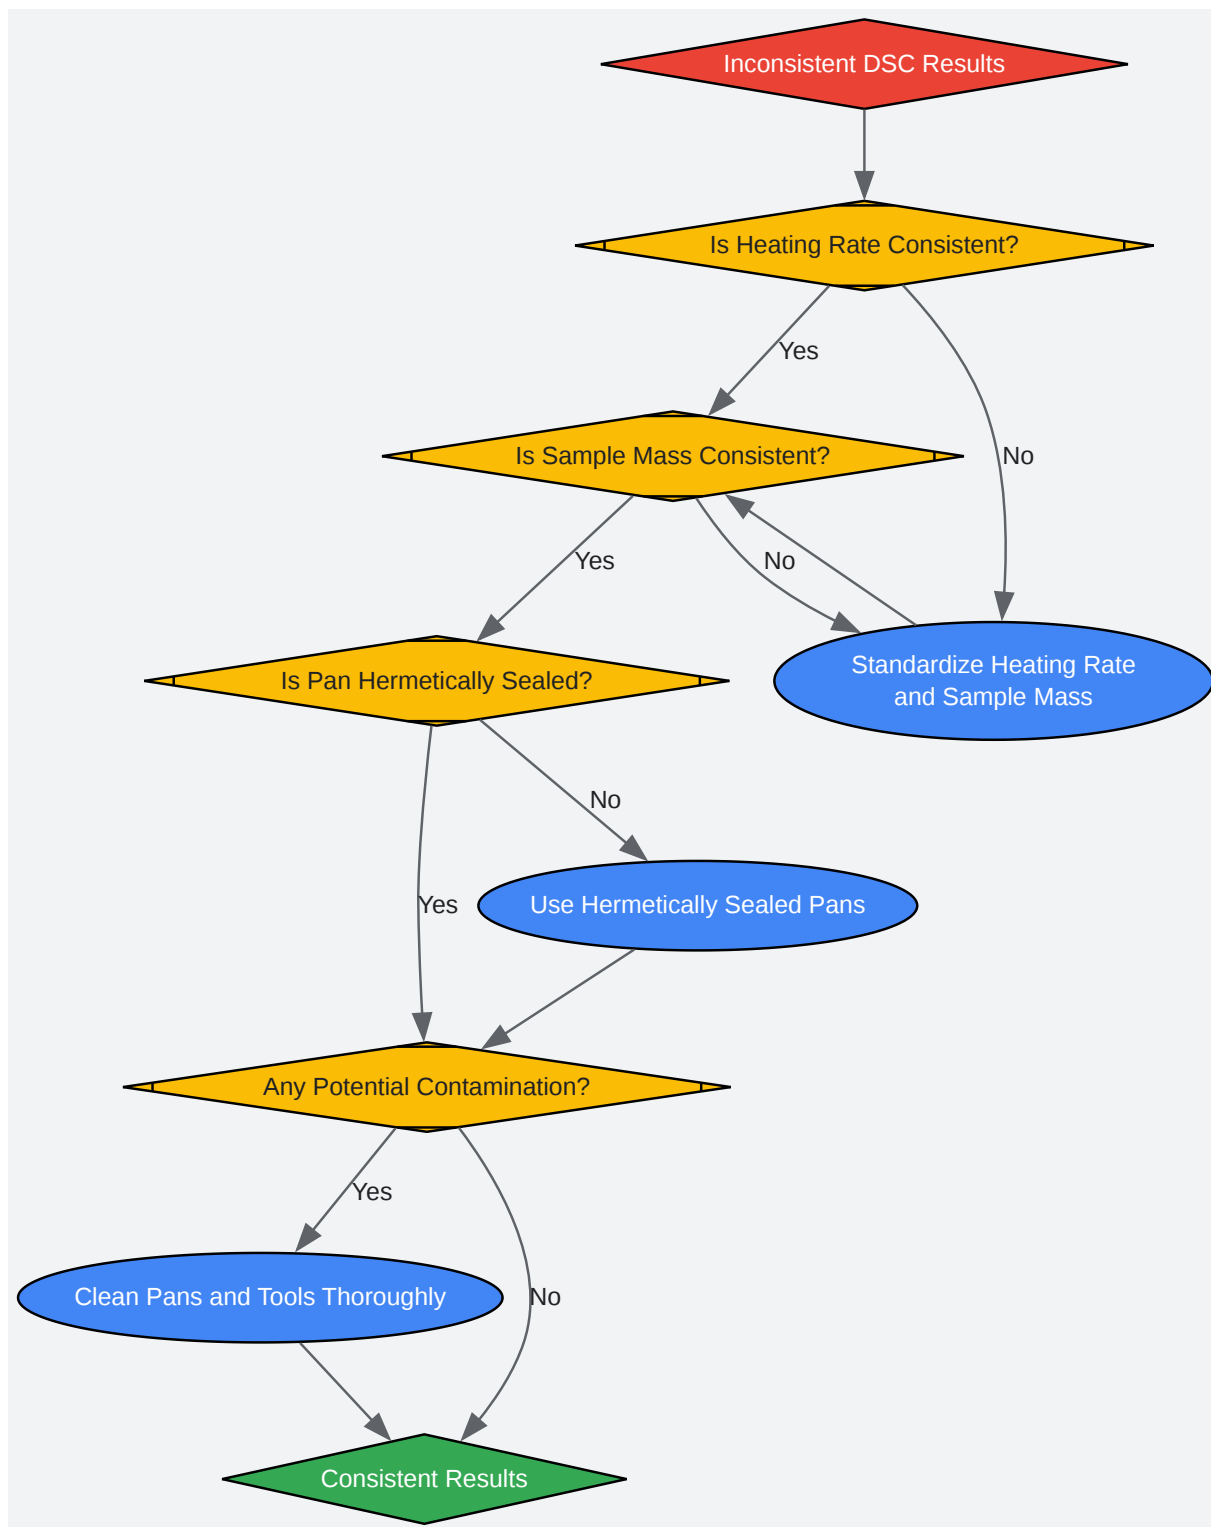 Inconsistent DSC Results
Is Heating Rate Consistent?
Yes
Is Sample Mass Consistent?
No
Yes
No
Is Pan Hermetically Sealed?
Standardize Heating Rate
and Sample Mass
No
Yes
Use Hermetically Sealed Pans
Any Potential Contamination?
Yes
Clean Pans and Tools Thoroughly
No
Consistent Results